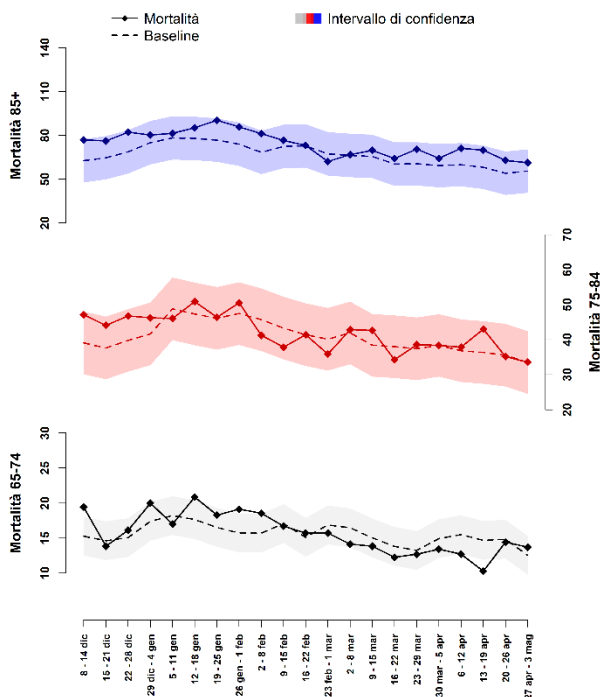 Mortalità
Baseline
Intervallo di confidenza
Mortalità 85+
140
110
80
50
20
Mortalità 75-84
70
60
50
40
30
20
Mortalità 65-74
30
25
20
15
10
8 - 14 dic
15 - 21 dic
22 - 28 dic
29 dic - 4 gen
5 - 11 gen
12 - 18 gen
19 - 25 gen
26 gen - 1 feb
2 - 8 feb
9 - 15 feb
16 - 22 feb
23 feb - 1 mar
2 - 8 mar
9 - 15 mar
16 - 22 mar
23 - 29 mar
30 mar - 5 apr
6 - 12 apr
13 - 19 apr
20 - 26 apr
27 apr - 3 mag